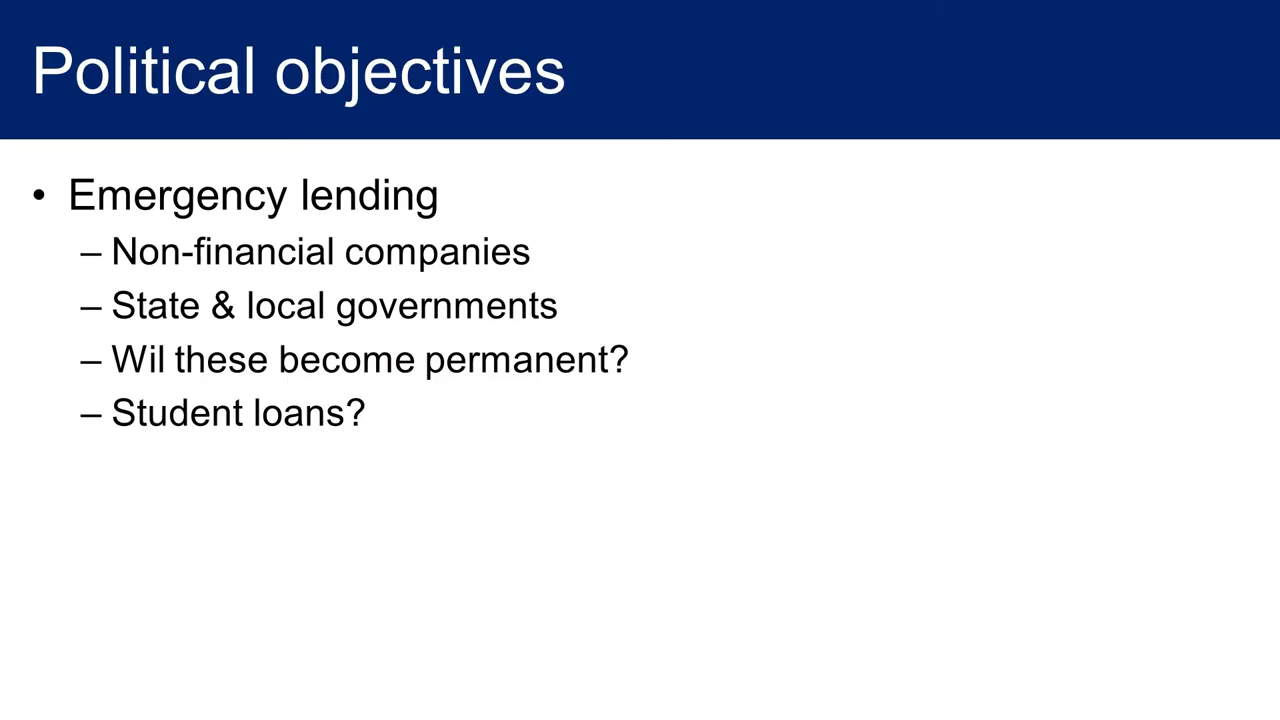 Political objectives
• Emergency lending
– Non-financial companies
– State & local governments
– Wil these become permanent?
– Student loans?